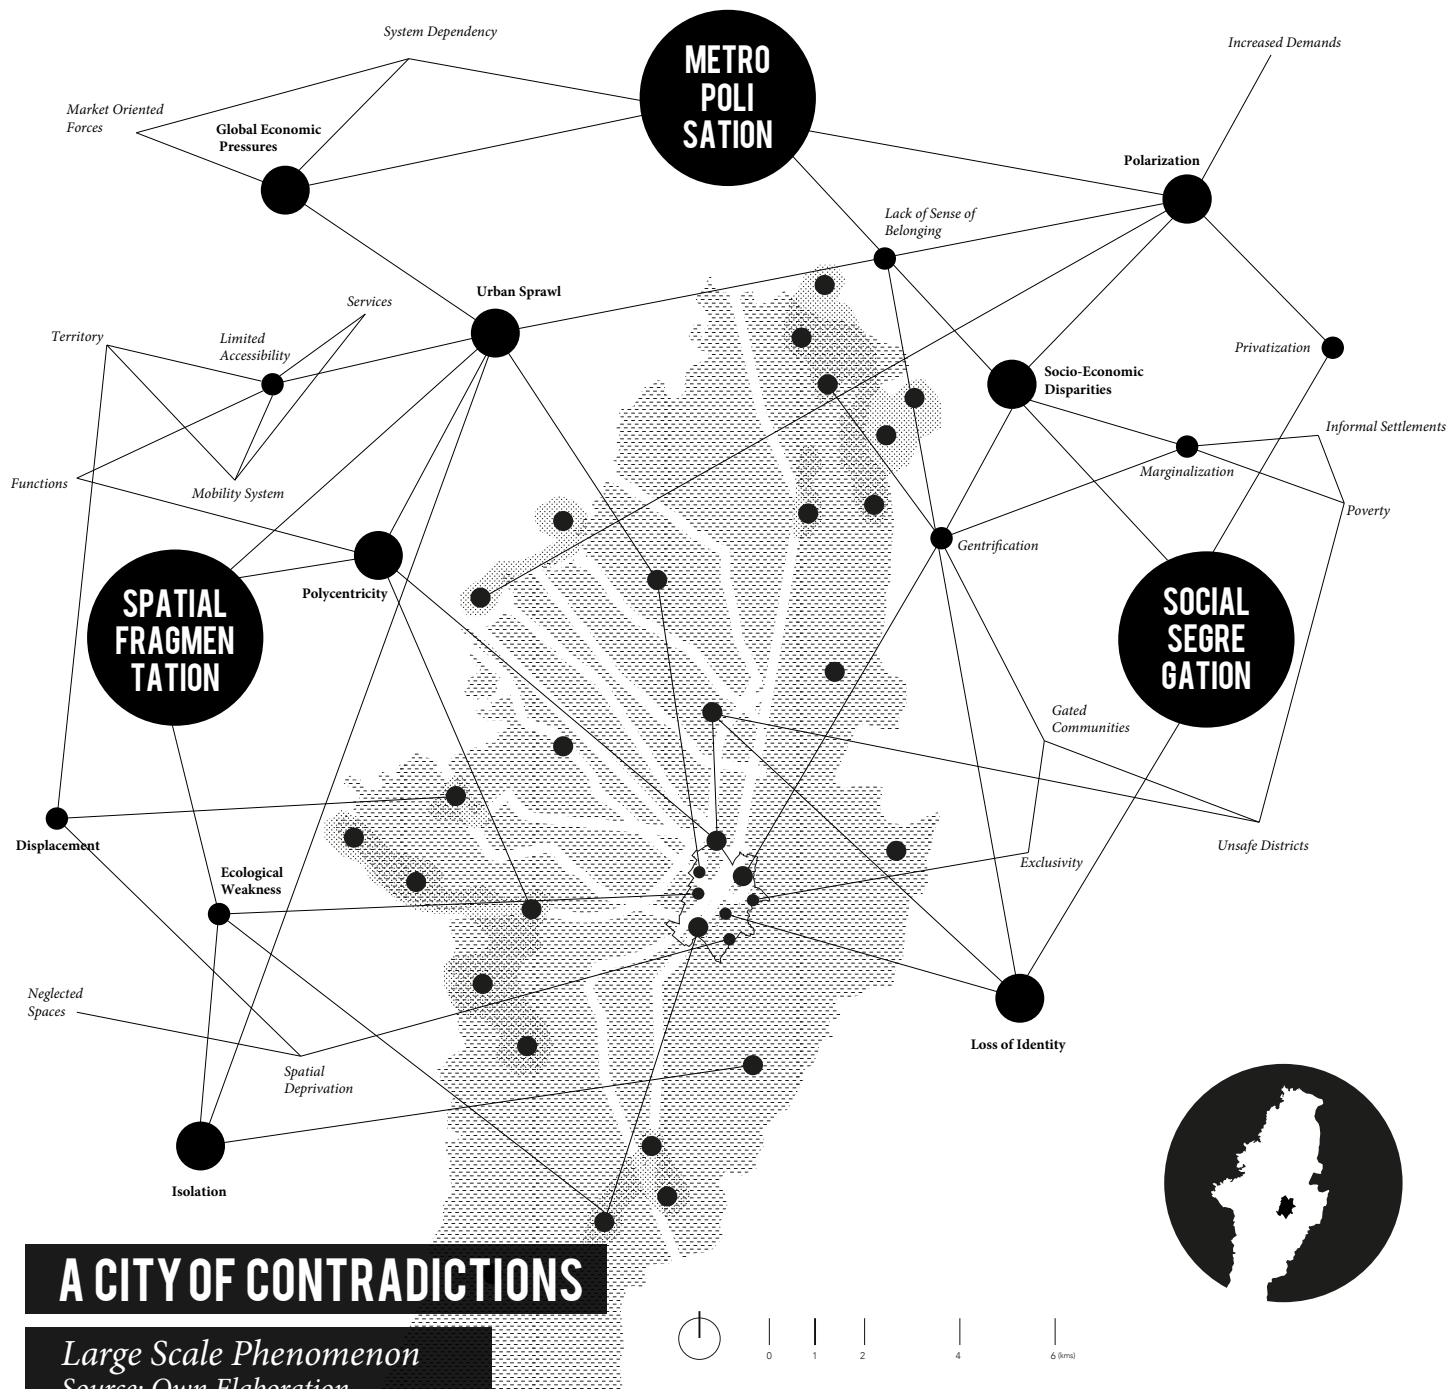 System Dependency
METRO
POLI
SATION
Increased Demands
Market Oriented
Forces
Global Economic
Pressures
Polarization
Lack of Sense of
Belonging
Urban Sprawl
Services
Territory
Limited
Accessibility
Privatization
Socio-Economic
Disparities
Informal Settlements
Marginalization
Functions
Mobility System
Poverty
Gentrification
Polycentricity
SPATIAL
FRAGMEN
TATION
SOCIAL
SEGRE
GATION
Gated
Communities
Displacement
Unsafe Districts
Exclusivity
Ecological
Weakness
Neglected
Spaces
Loss of Identity
Spatial
Deprivation
Isolation
A CITY OF CONTRADICTIONS
Large Scale Phenomenon
Source: Own Elaboration
0 1 2 4 6 (kms)